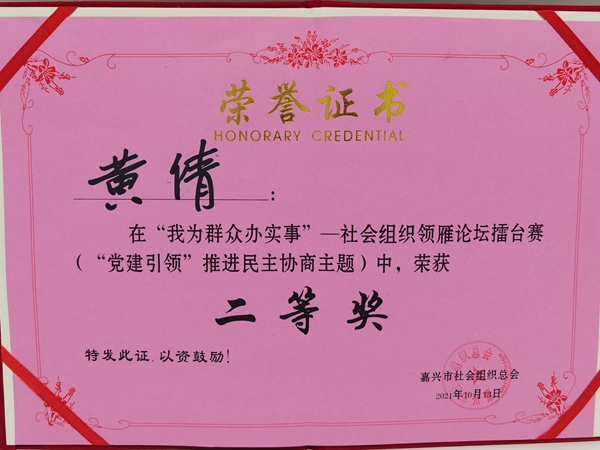 荣誉证书
HONORARY CREDENTIAL
黄倩：
在“我为群众办实事”—社会组织领雁论坛擂台赛
（“党建引领”推进民主协商主题）中，荣获
二等奖
特发此证，以资鼓励！
嘉兴市社会组织总会
2021年10月13日